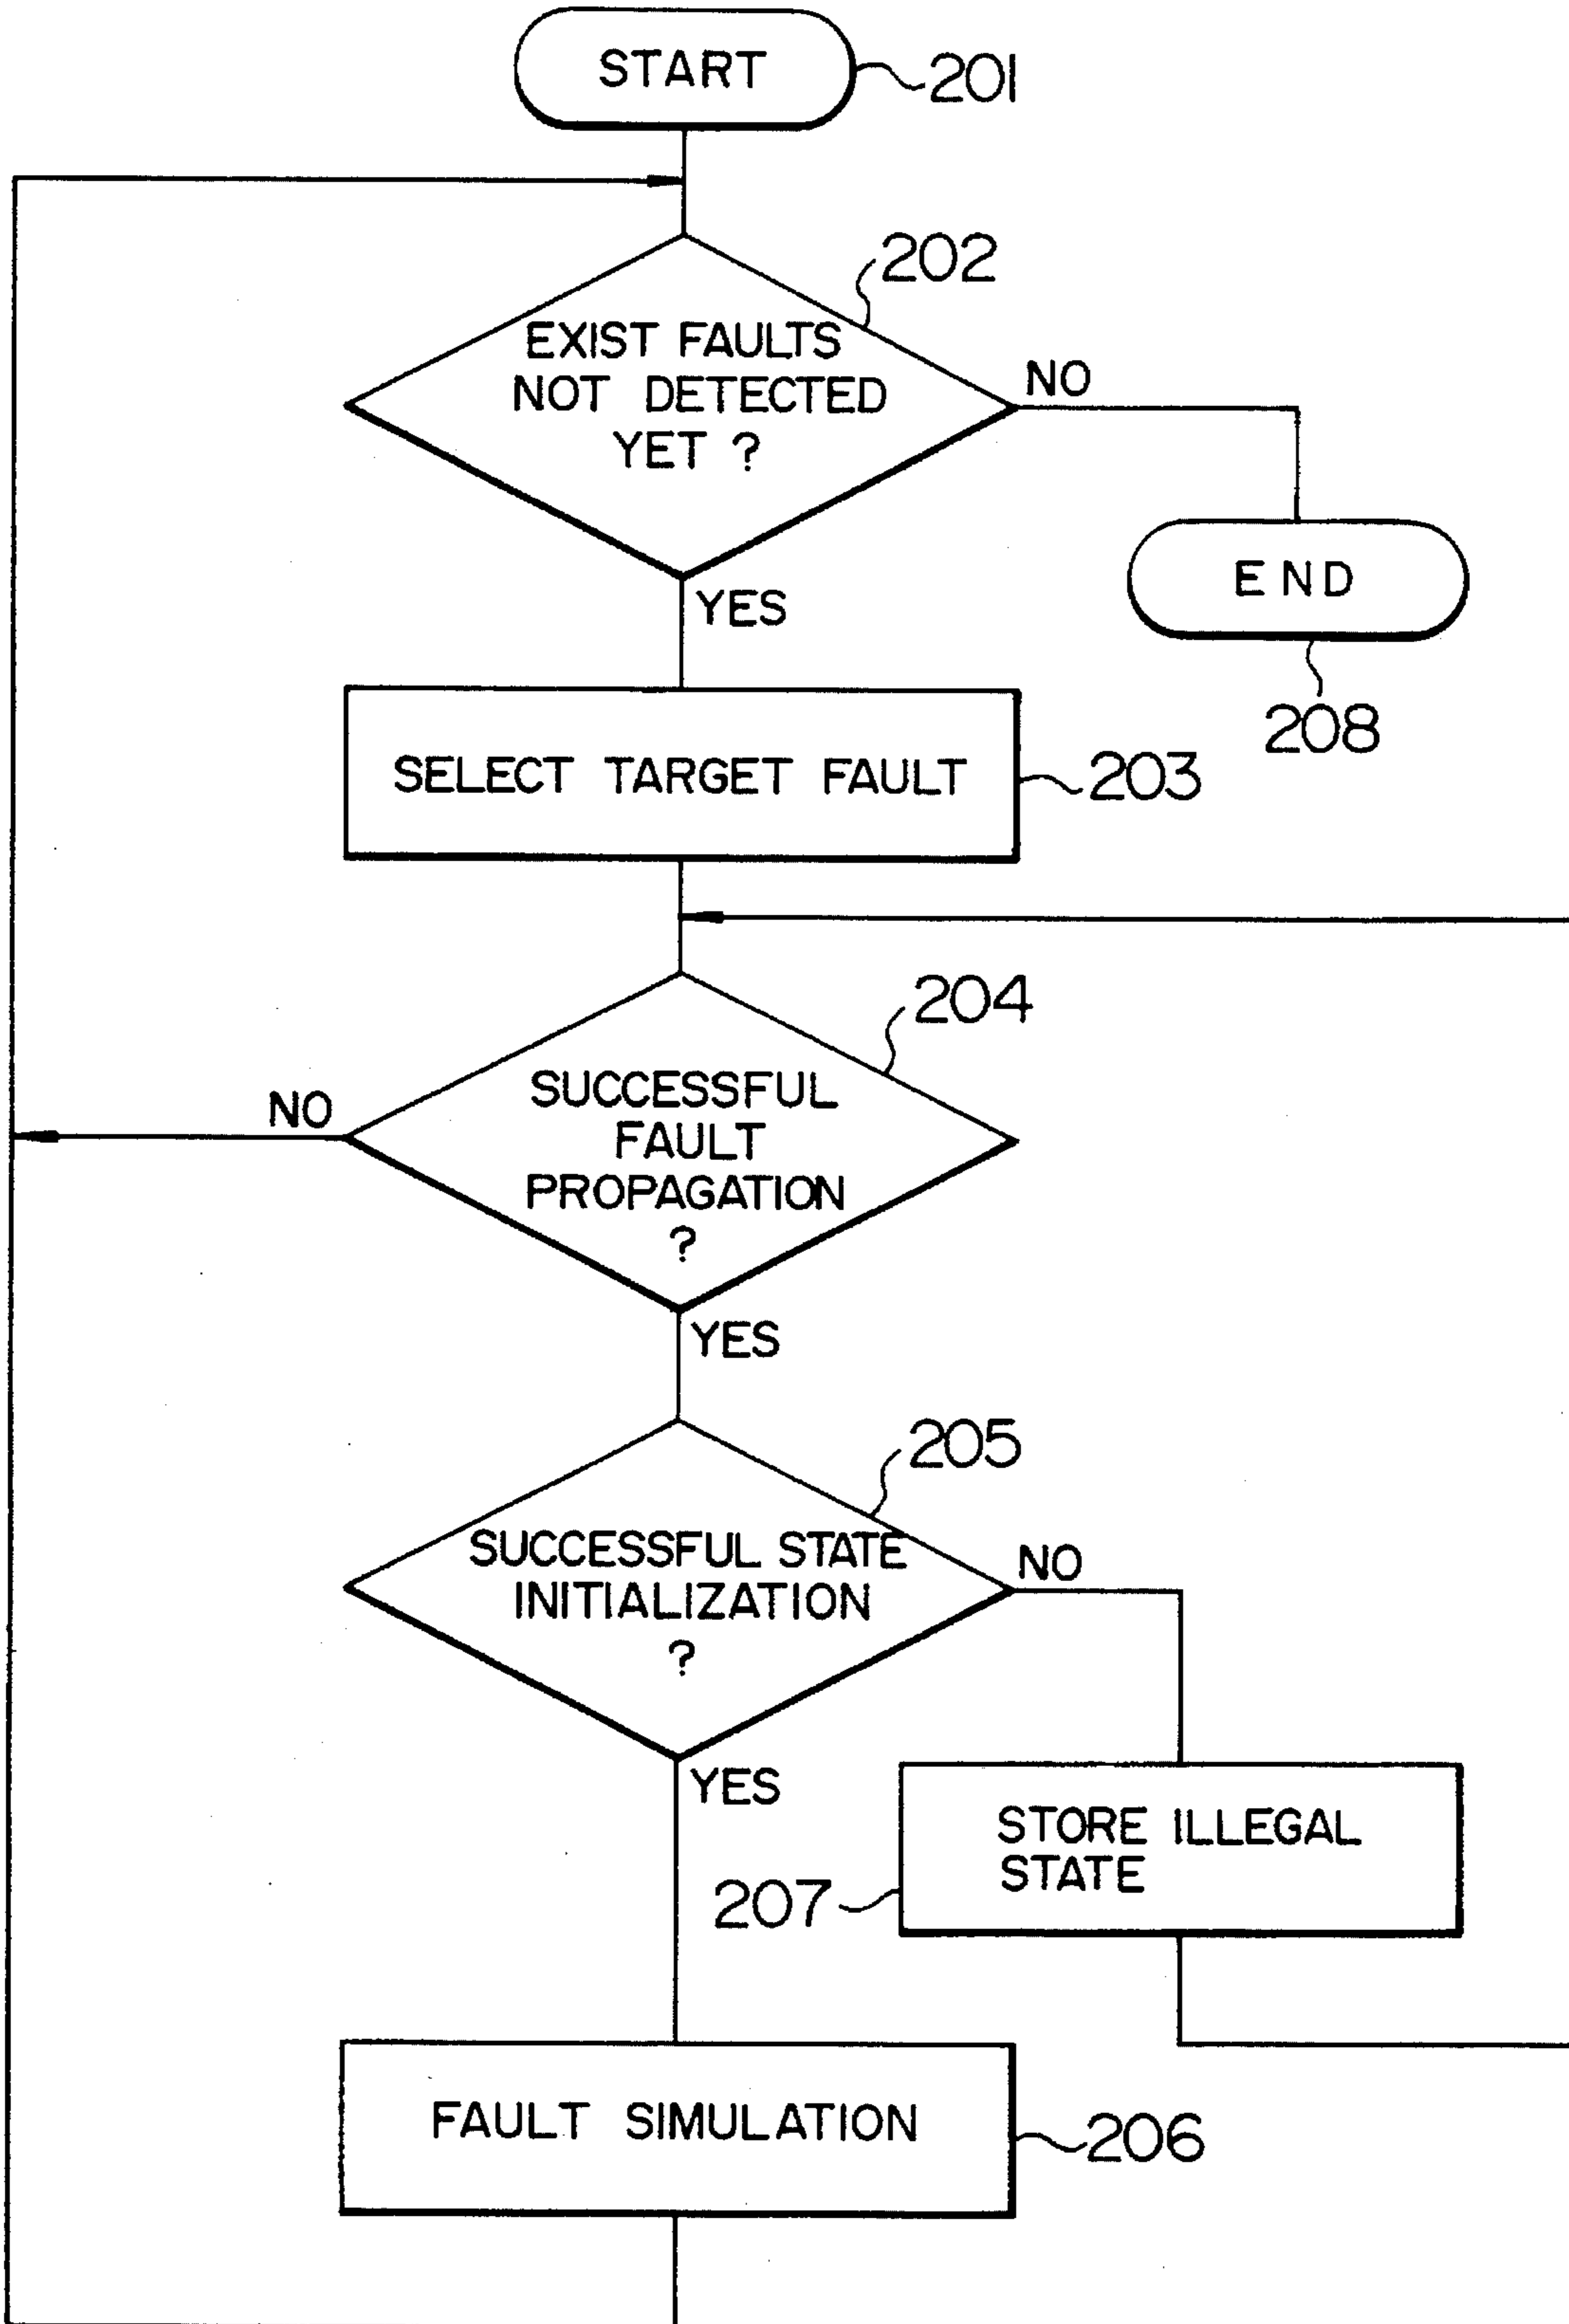 START
201
202
EXIST FAULTS
NOT DETECTED
YET ?
NO
YES
END
208
SELECT TARGET FAULT
203
204
SUCCESSFUL
FAULT
PROPAGATION
?
NO
YES
205
SUCCESSFUL STATE
INITIALIZATION
?
NO
YES
STORE ILLEGAL
STATE
207
FAULT SIMULATION
206